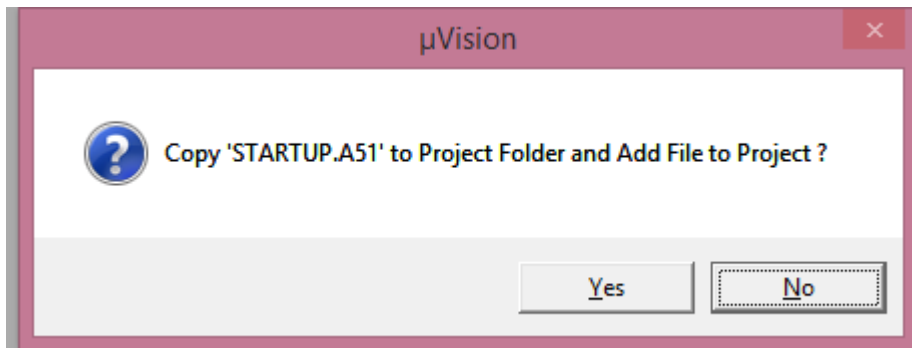 µVision
Copy 'STARTUP.A51' to Project Folder and Add File to Project ?
Yes
No